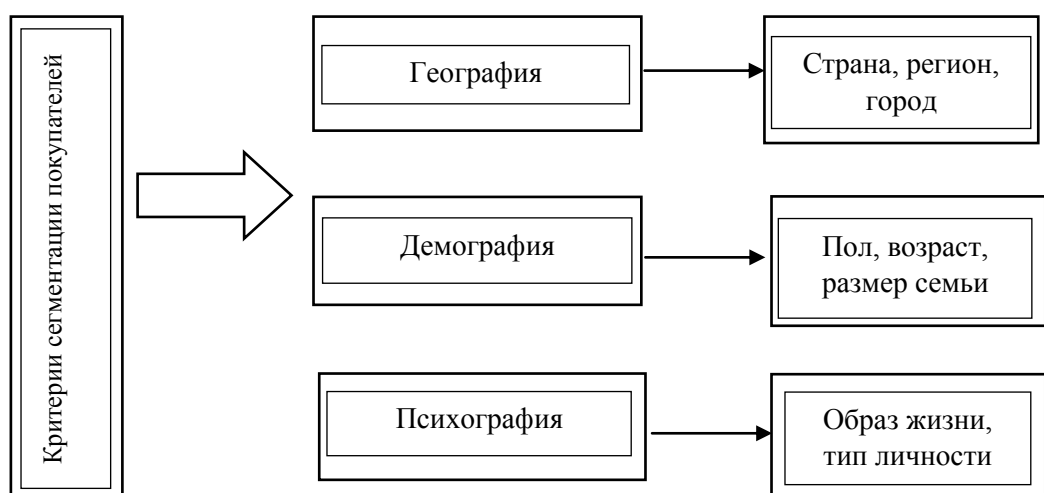 Критерии сегментации покупателей
География
Страна, регион,
город
Демография
Пол, возраст,
размер семьи
Психография
Образ жизни,
тип личности